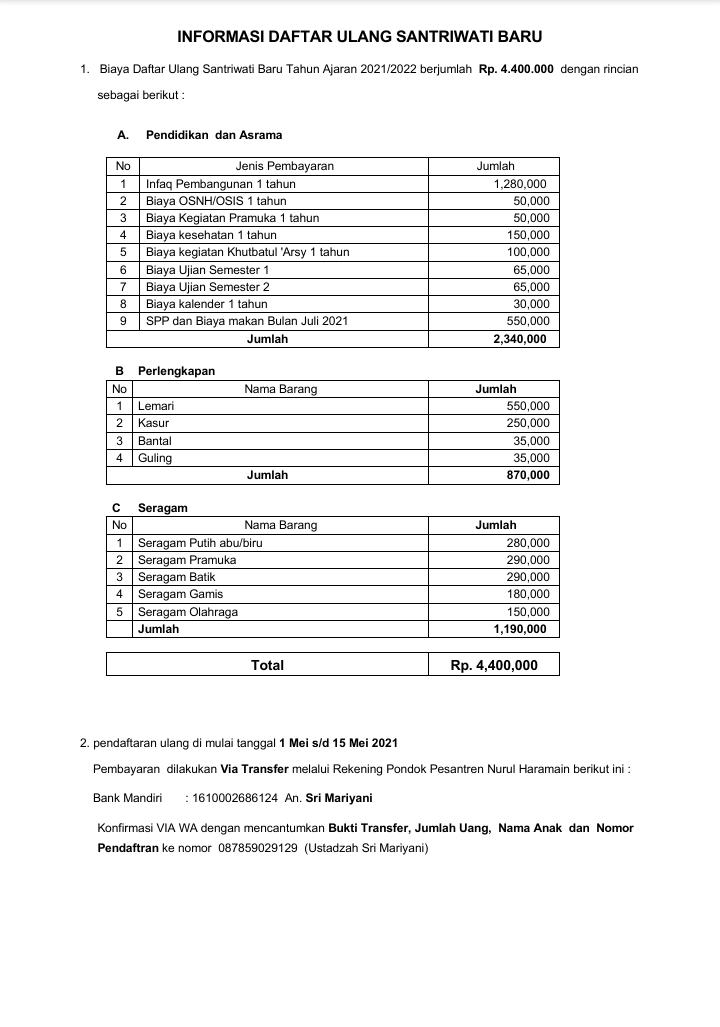 INFORMASI DAFTAR ULANG SANTRIWATI BARU
1. Biaya Daftar Ulang Santriwati Baru Tahun Ajaran 2021/2022 berjumlah Rp. 4.400.000 dengan rincian
sebagai berikut :
A. Pendidikan dan Asrama
No Jenis Pembayaran Jumlah
1 Infaq Pembangunan 1 tahun 1,280,000
2 Biaya OSNH/OSIS 1 tahun 50,000
3 Biaya Kegiatan Pramuka 1 tahun 50,000
4 Biaya kesehatan 1 tahun 150,000
5 Biaya kegiatan Khutbatul 'Arsy 1 tahun 100,000
6 Biaya Ujian Semester 1 65,000
7 Biaya Ujian Semester 2 65,000
8 Biaya kalender 1 tahun 30,000
9 SPP dan Biaya makan Bulan Juli 2021 550,000
Jumlah 2,340,000
B Perlengkapan
No Nama Barang Jumlah
1 Lemari 550,000
2 Kasur 250,000
3 Bantal 35,000
4 Guling 35,000
Jumlah 870,000
C Seragam
No Nama Barang Jumlah
1 Seragam Putih abu/biru 280,000
2 Seragam Pramuka 290,000
3 Seragam Batik 290,000
4 Seragam Gamis 180,000
5 Seragam Olahraga 150,000
Jumlah 1,190,000
Total Rp. 4,400,000
2. pendaftaran ulang di mulai tanggal 1 Mei s/d 15 Mei 2021
Pembayaran dilakukan Via Transfer melalui Rekening Pondok Pesantren Nurul Haramain berikut ini :
Bank Mandiri : 1610002686124 An. Sri Mariyani
Konfirmasi VIA WA dengan mencantumkan Bukti Transfer, Jumlah Uang, Nama Anak dan Nomor
Pendaftran ke nomor 087859029129 (Ustadzah Sri Mariyani)